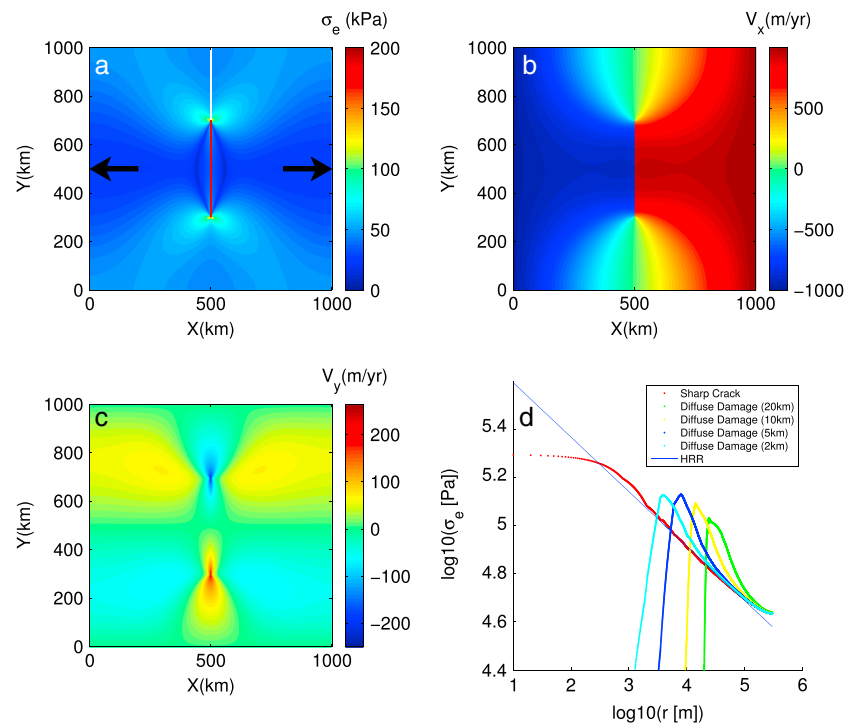 σe (kPa)
a
1000
800
600
400
200
0
0
500
1000
Y(km)
X(km)
200
150
100
50
0
Vx(m/yr)
b
1000
800
600
400
200
0
0
500
1000
Y(km)
X(km)
500
0
−500
−1000
Vy(m/yr)
c
1000
800
600
400
200
0
0
500
1000
Y(km)
X(km)
200
100
0
−100
−200
d
Sharp Crack
Diffuse Damage (20km)
Diffuse Damage (10km)
Diffuse Damage (5km)
Diffuse Damage (2km)
HRR
5.4
5.2
5
4.8
4.6
4.4
1
2
3
4
5
6
log10(σe [Pa])
log10(r [m])